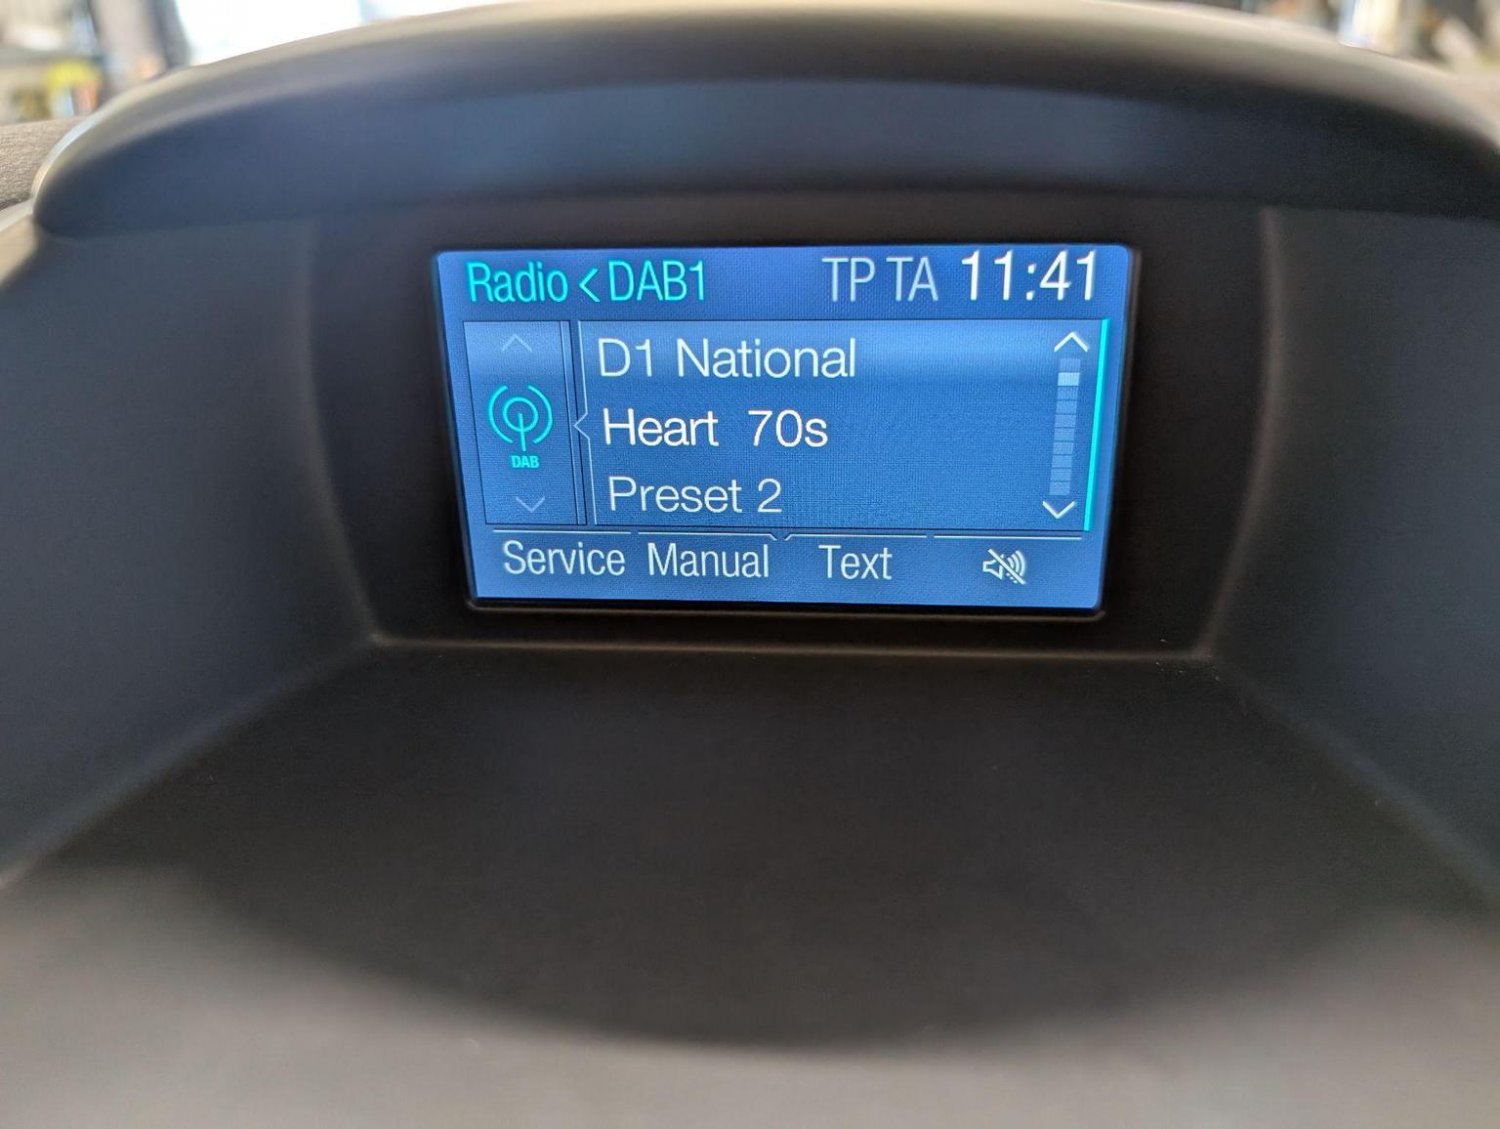 Radio < DAB1 TP TA 11:41
D1 National
Heart 70s
DAB
Preset 2
Service Manual Text